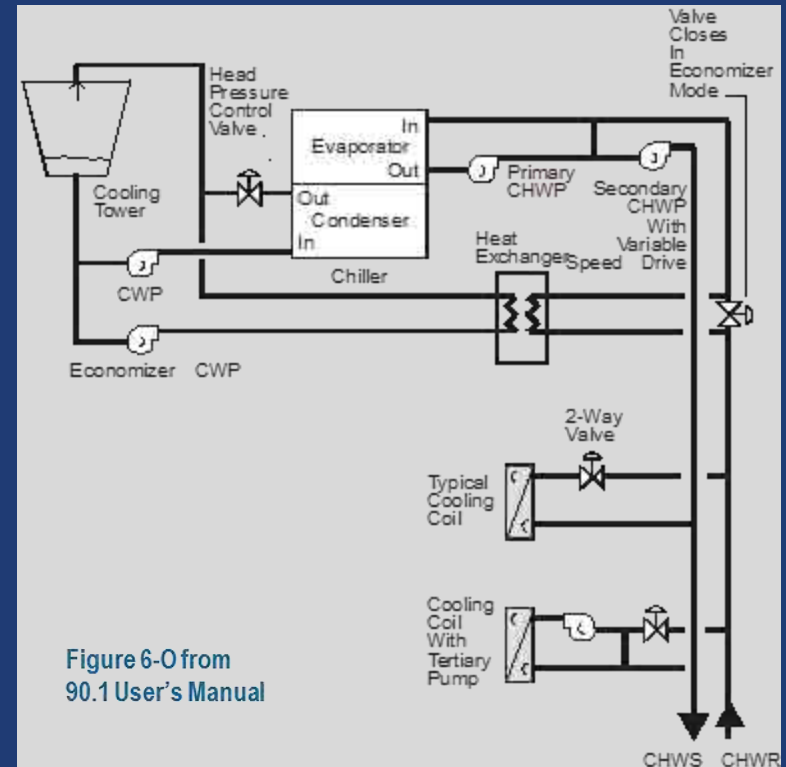 Valve
Closes
In
Economizer
Mode
Head
Pressure
Control
Valve
In
Evaporator
Out
Out
Condenser
In
Chiller
Primary
CHWP
Secondary
CHWP
With
Variable
Speed Drive
Cooling
Tower
CWP
Heat
Exchanger
Economizer CWP
2-Way
Valve
Typical
Cooling
Coil
Cooling
Coil
With
Tertiary
Pump
Figure 6-O from
90.1 User's Manual
CHWS CHWR